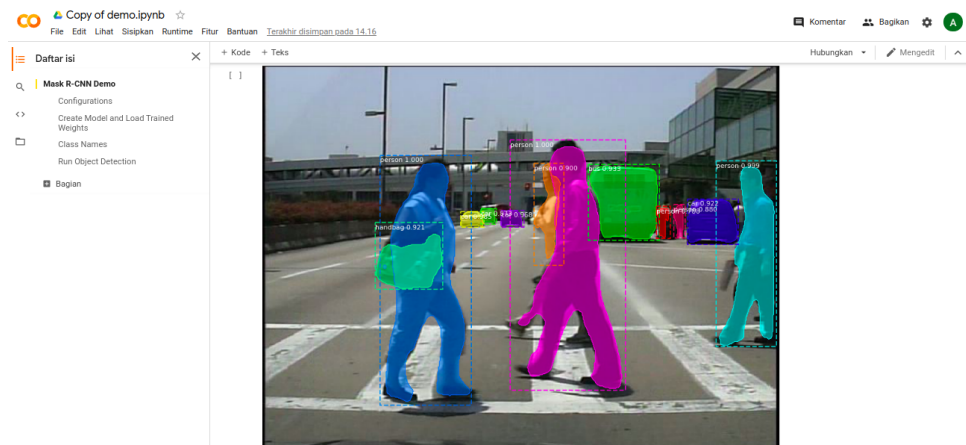 Copy of demo.ipynb
File Edit Lihat Sisipkan Runtime Fitur Bantuan Terakhir disimpan pada 14.16
Komentar Bagikan A
Daftar isi
+ Kode + Teks
Hubungkan Mengedit
Mask R-CNN Demo
Configurations
Create Model and Load Trained
Weights
Class Names
Run Object Detection
Bagian
[ ]
person 1.000
person 1.000
person 0.900
bus 0.933
person 0.999
handbag 0.921
car 0.922